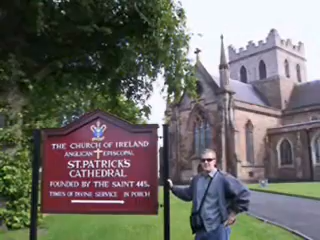 THE CHURCH OF IRELAND
ANGLICAN EPISCOPAL
ST. PATRICK'S
CATHEDRAL
FOUNDED BY THE SAINT 445.
TIMES OF DIVINE SERVICE IN PORCH